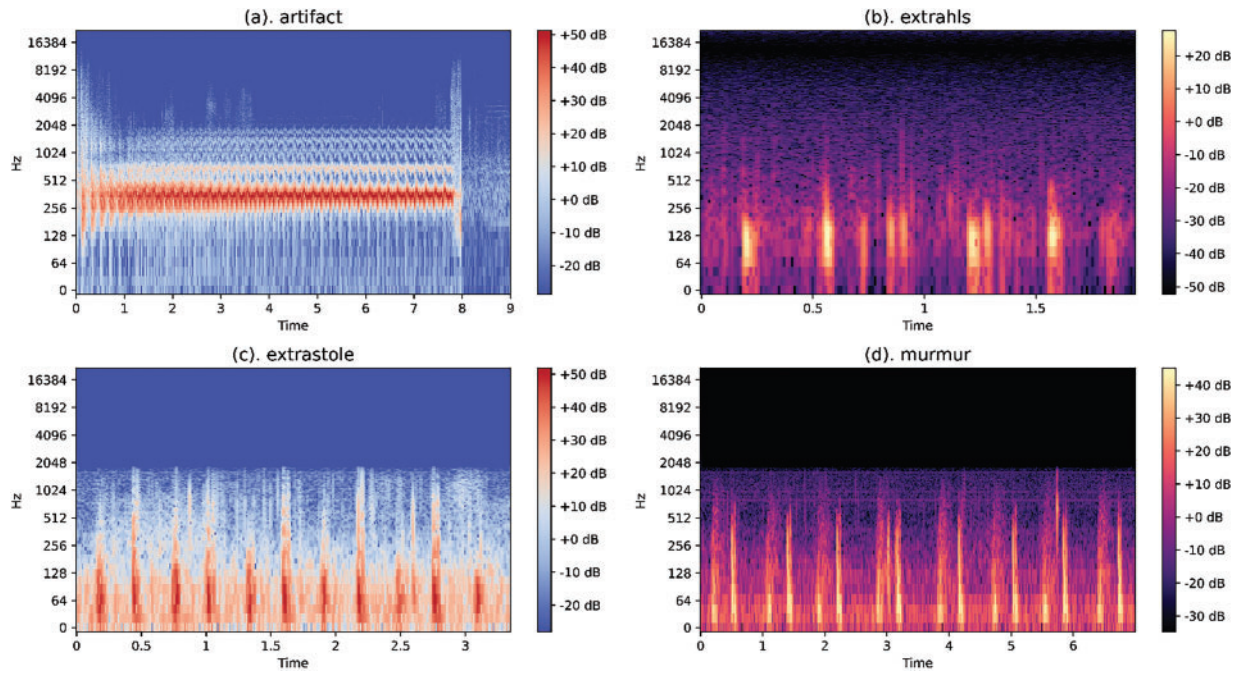 (a). artifact
Hz
16384
8192
4096
2048
1024
512
256
128
64
0
0 1 2 3 4 5 6 7 8 9
Time
+50 dB
+40 dB
+30 dB
+20 dB
+10 dB
+0 dB
-10 dB
-20 dB
(b). extrahls
Hz
16384
8192
4096
2048
1024
512
256
128
64
0
0 0.5 1 1.5
Time
+20 dB
+10 dB
+0 dB
-10 dB
-20 dB
-30 dB
-40 dB
-50 dB
(c). extrastole
Hz
16384
8192
4096
2048
1024
512
256
128
64
0
0 0.5 1 1.5 2 2.5 3
Time
+50 dB
+40 dB
+30 dB
+20 dB
+10 dB
+0 dB
-10 dB
-20 dB
(d). murmur
Hz
16384
8192
4096
2048
1024
512
256
128
64
0
0 1 2 3 4 5 6
Time
+40 dB
+30 dB
+20 dB
+10 dB
+0 dB
-10 dB
-20 dB
-30 dB